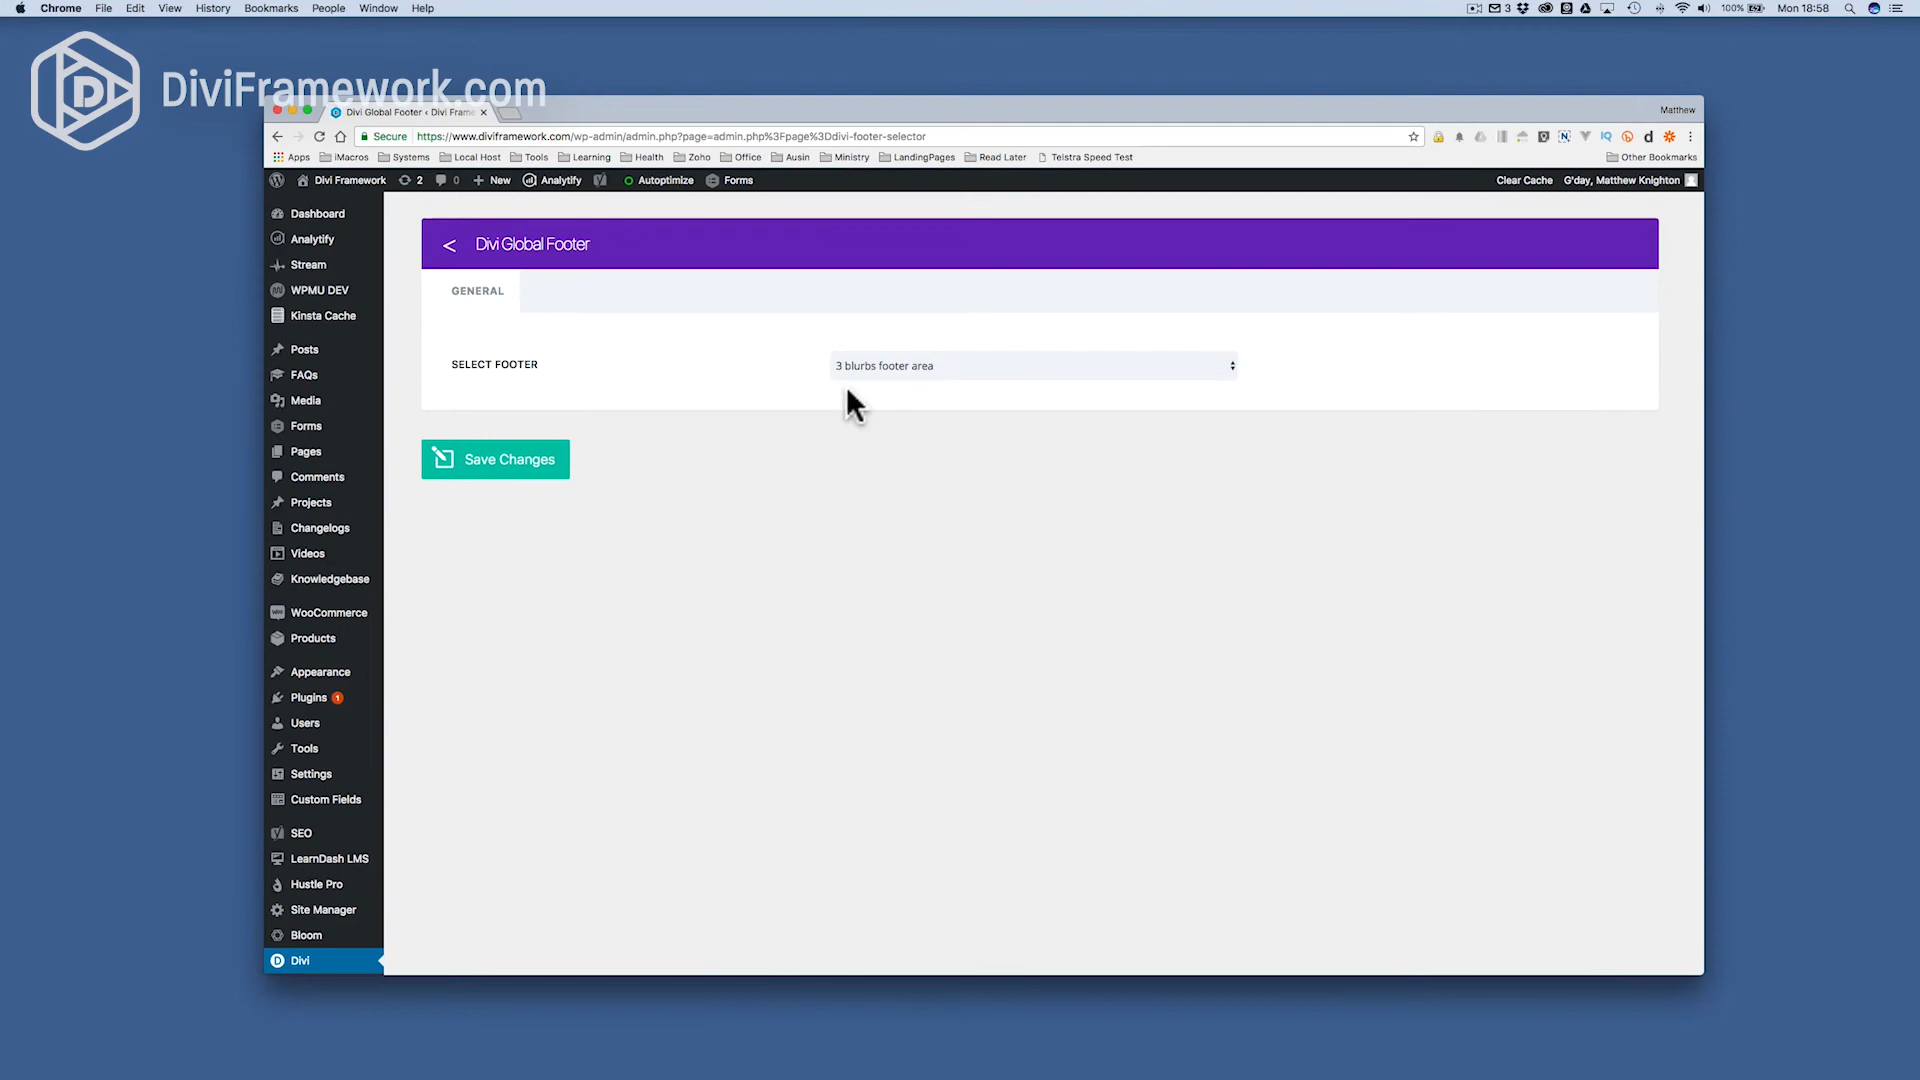 Chrome File Edit View History Bookmarks People Window Help
3 100% Mon 18:58
DiviFramework.com
Divi Global Footer ‹ Divi Frame
Matthew
Secure https://www.diviframework.com/wp-admin/admin.php?page=admin.php%3Fpage%3Ddivi-footer-selector
Apps iMacros Systems Local Host Tools Learning Health Zoho Office Ausin Ministry LandingPages Read Later Telstra Speed Test Other Bookmarks
Divi Framework 2 0 New Analytify Autoptimize Forms Clear Cache G'day, Matthew Knighton
Dashboard
Analytify
Stream
WPMU DEV
Kinsta Cache
Posts
FAQs
Media
Forms
Pages
Comments
Projects
Changelogs
Videos
Knowledgebase
WooCommerce
Products
Appearance
Plugins 1
Users
Tools
Settings
Custom Fields
SEO
LearnDash LMS
Hustle Pro
Site Manager
Bloom
Divi
< Divi Global Footer
GENERAL
SELECT FOOTER
3 blurbs footer area
Save Changes